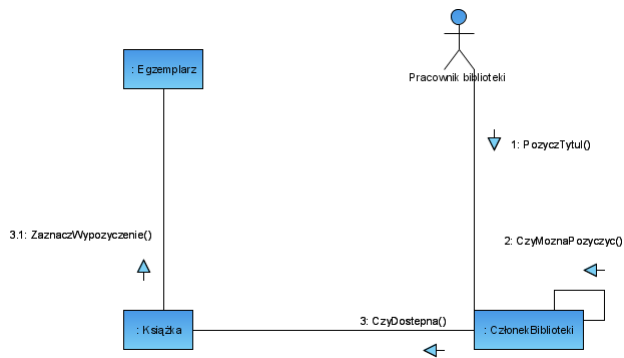 : Egzemplarz
Pracownik biblioteki
1: PozyczTytul()
3.1: ZaznaczWypozyczenie()
2: CzyMoznaPozyczyc()
3: CzyDostepna()
: Książka
: CzłonekBiblioteki